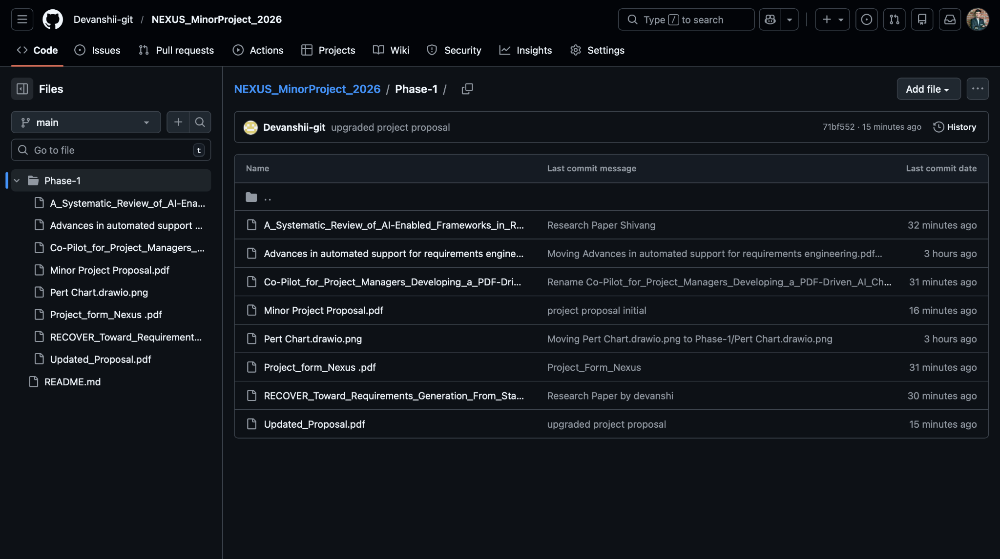 Devanshii-git / NEXUS_MinorProject_2026
Type / to search
Code Issues Pull requests Actions Projects Wiki Security Insights Settings
Files
main
Go to file t
Phase-1
A_Systematic_Review_of_AI-Ena...
Advances in automated support ...
Co-Pilot_for_Project_Managers_...
Minor Project Proposal.pdf
Pert Chart.drawio.png
Project_form_Nexus .pdf
RECOVER_Toward_Requirement...
Updated_Proposal.pdf
README.md
NEXUS_MinorProject_2026 / Phase-1 /
Add file
Devanshii-git upgraded project proposal
71bf552 · 15 minutes ago History
Name Last commit message Last commit date
..
A_Systematic_Review_of_AI-Enabled_Frameworks_in_R... Research Paper Shivang 32 minutes ago
Advances in automated support for requirements engine... Moving Advances in automated support for requirements engineering.pdf... 3 hours ago
Co-Pilot_for_Project_Managers_Developing_a_PDF-Dri... Rename Co-Pilot_for_Project_Managers_Developing_a_PDF-Driven_AI_Ch... 31 minutes ago
Minor Project Proposal.pdf project proposal initial 16 minutes ago
Pert Chart.drawio.png Moving Pert Chart.drawio.png to Phase-1/Pert Chart.drawio.png 3 hours ago
Project_form_Nexus .pdf Project_Form_Nexus 31 minutes ago
RECOVER_Toward_Requirements_Generation_From_Sta... Research Paper by devanshi 30 minutes ago
Updated_Proposal.pdf upgraded project proposal 15 minutes ago